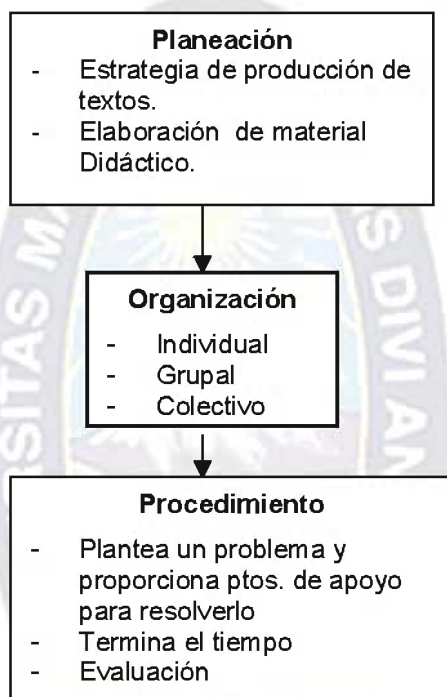 Planeación
- Estrategia de producción de
textos.
- Elaboración de material
Didáctico.
Organización
- Individual
- Grupal
- Colectivo
Procedimiento
- Plantea un problema y
proporciona ptos. de apoyo
para resolverlo
- Termina el tiempo
- Evaluación